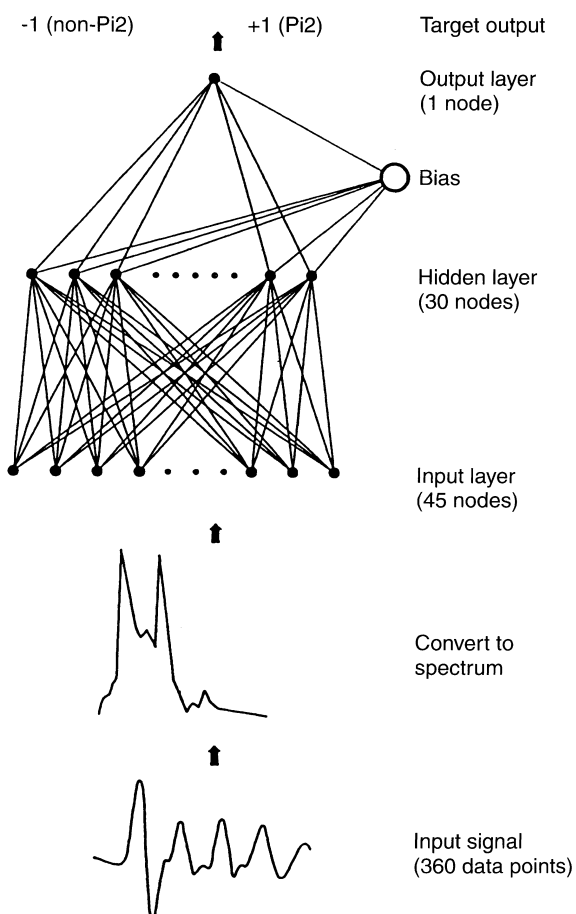 -1 (non-Pi2) +1 (Pi2) Target output
Output layer
(1 node)
Bias
Hidden layer
(30 nodes)
Input layer
(45 nodes)
Convert to
spectrum
Input signal
(360 data points)